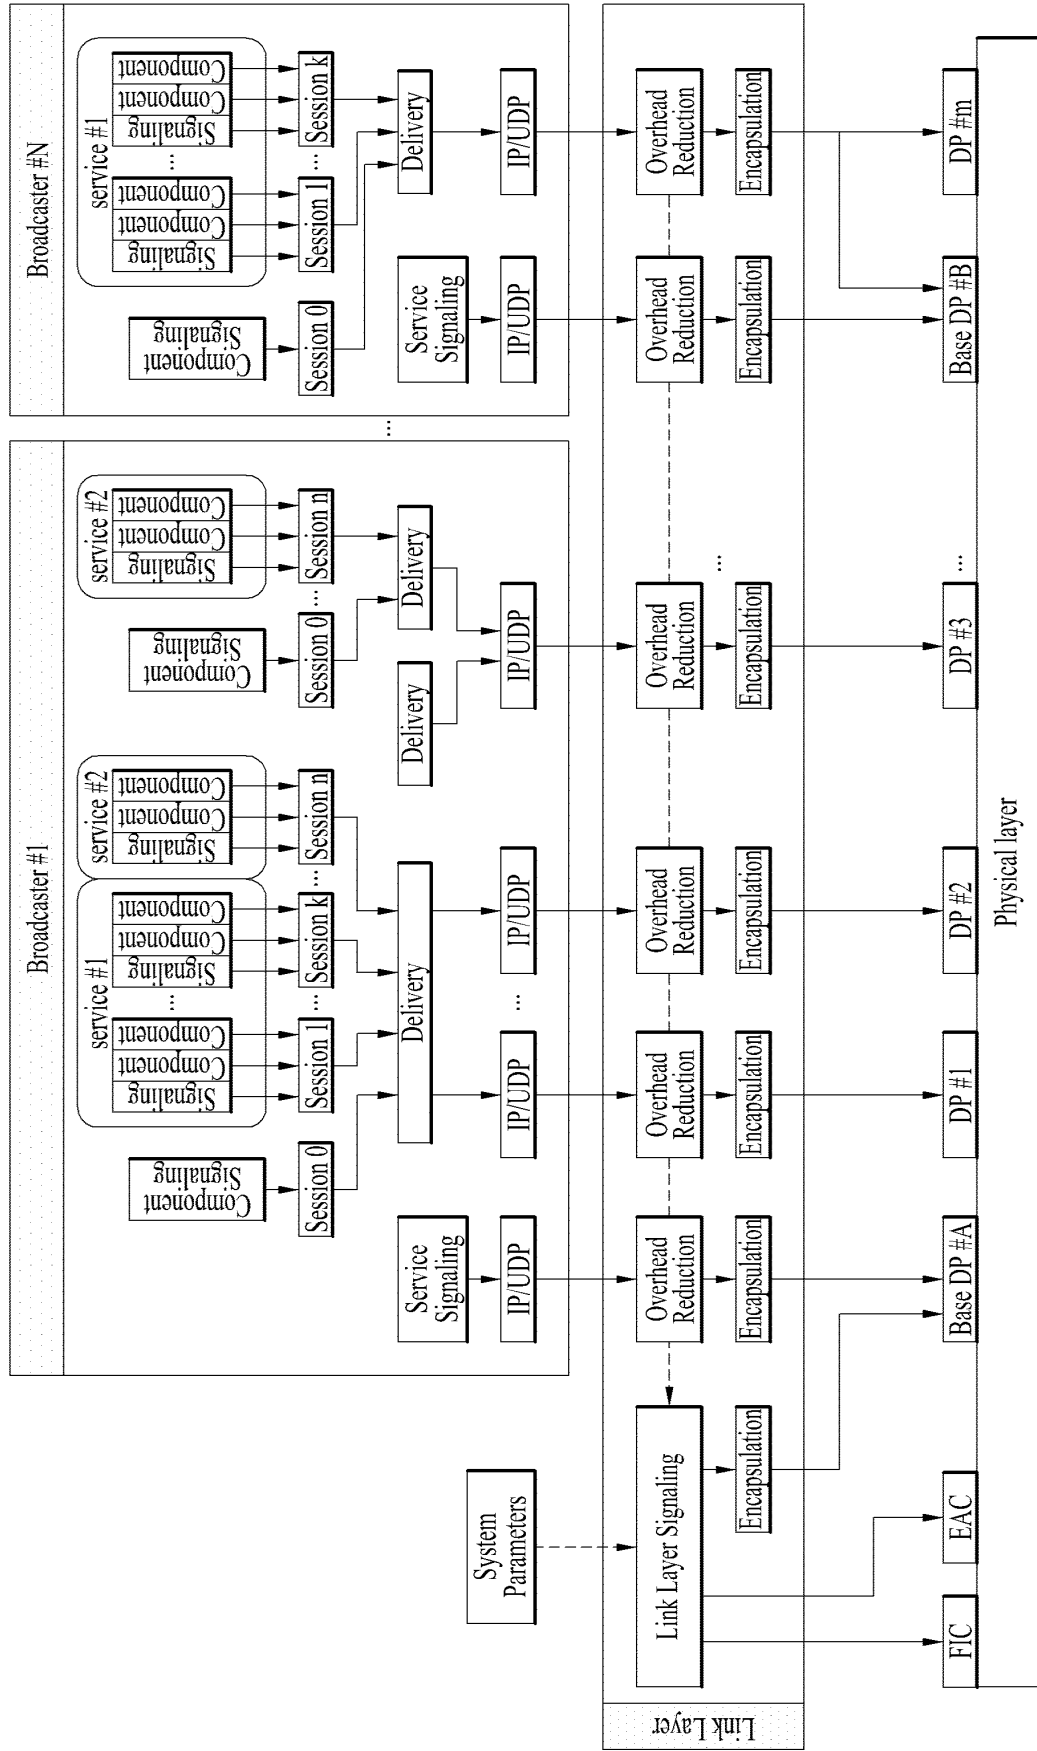 Broadcaster #1
Broadcaster #N
service #1
service #2
service #2
service #1
Component
Signaling
Signaling
Component
Component
...
Signaling
Component
Component
Signaling
Component
Component
Component
Signaling
Signaling
Component
Component
Component
Signaling
Signaling
Component
Component
...
Signaling
Component
Component
Session 0
Session 1
...
Session k
...
Session n
Session 0
...
Session n
Session 0
Session 1
...
Session k
Service
Signaling
Delivery
Delivery
Delivery
...
Service
Signaling
Delivery
System
Parameters
IP/UDP
IP/UDP
...
IP/UDP
IP/UDP
IP/UDP
IP/UDP
Link Layer
Link Layer Signaling
Overhead
Reduction
Overhead
Reduction
Overhead
Reduction
Overhead
Reduction
Overhead
Reduction
Overhead
Reduction
...
Encapsulation
Encapsulation
Encapsulation
Encapsulation
Encapsulation
Encapsulation
Encapsulation
FIC
EAC
Base DP #A
DP #1
DP #2
DP #3
...
Base DP #B
DP #m
Physical layer